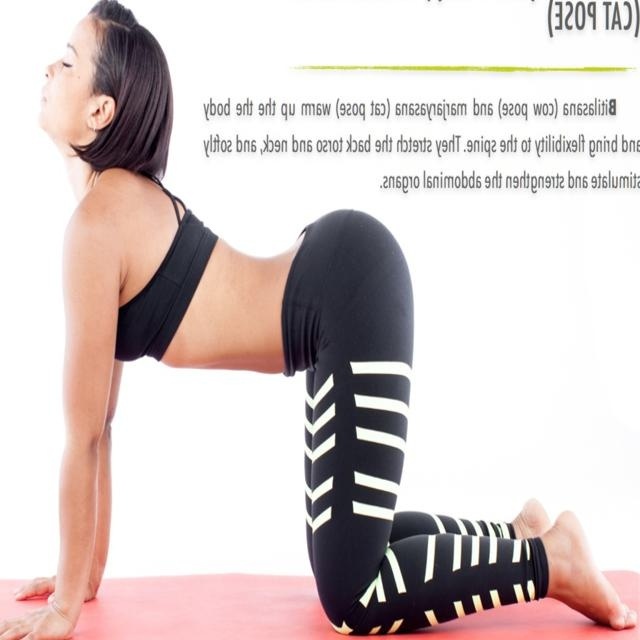 (CAT POSE)
Bitilasana (cow pose) and marjaryasana (cat pose) warm up the body
and bring flexibility to the spine. They stretch the back torso and neck, and softly
stimulate and strengthen the abdominal organs.